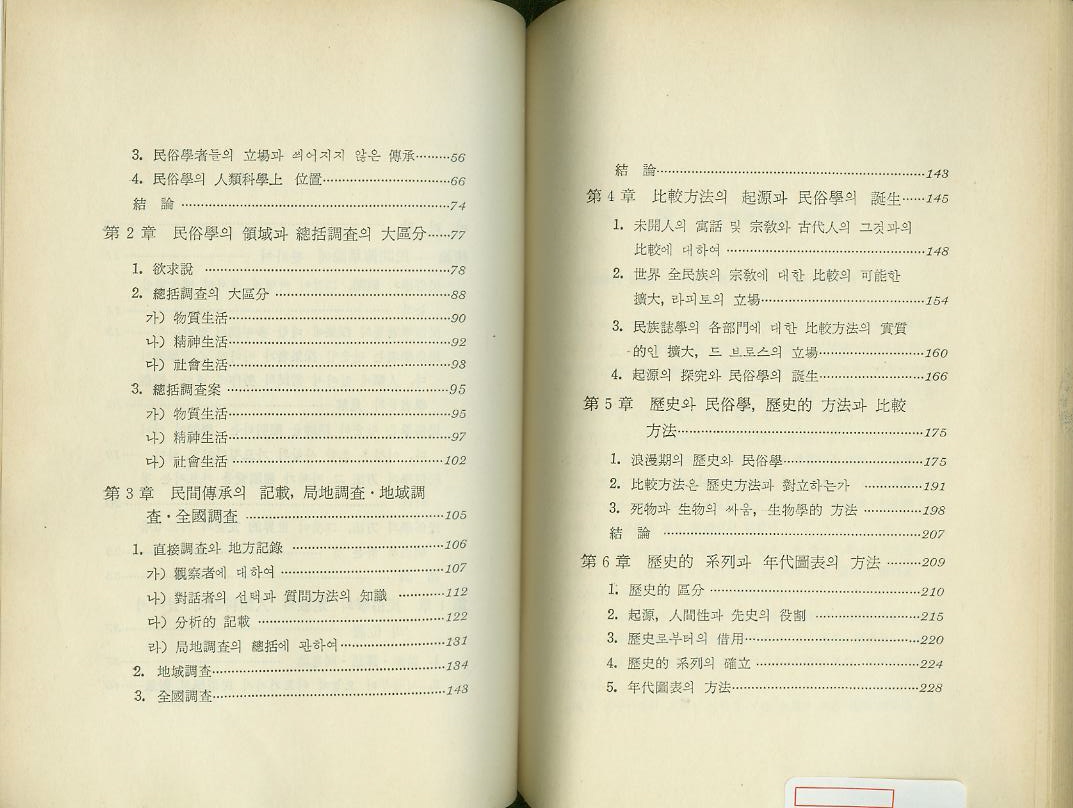 3. 民俗學者들의 立場과 씌어지지 않은 傳承………56
4. 民俗學의 人類科學上 位置………66
結 論………74
第 2 章 民俗學의 領域과 總括調査의 大區分……77
1. 欲求說………78
2. 總括調査의 大區分………88
가) 物質生活………90
나) 精神生活………92
다) 社會生活………93
3. 總括調査案………95
가) 物質生活………95
나) 精神生活………97
다) 社會生活………102
第 3 章 民間傳承의 記載, 局地調査·地域調
査·全國調査………105
1. 直接調査와 地方記錄………106
가) 觀察者에 대하여………107
나) 對話者의 선택과 質問方法의 知識………112
다) 分析的 記載………122
라) 局地調査의 總括에 관하여………131
2. 地域調査………134
3. 全國調査………143
結 論………143
第 4 章 比較方法의 起源과 民俗學의 誕生……145
1. 未開人의 寓話 및 宗敎와 古代人의 그것과의
比較에 대하여………148
2. 世界 全民族의 宗敎에 대한 比較의 可能한
擴大, 라피토의 立場………154
3. 民族誌學의 各部門에 대한 比較方法의 實質
的인 擴大, 드 브로스의 立場………160
4. 起源의 探究와 民俗學의 誕生………166
第 5 章 歷史와 民俗學, 歷史的 方法과 比較
方法………175
1. 浪漫期의 歷史와 民俗學………175
2. 比較方法은 歷史方法과 對立하는가………191
3. 死物과 生物의 싸움, 生物學的 方法………198
結 論………207
第 6 章 歷史的 系列과 年代圖表의 方法………209
1. 歷史的 區分………210
2. 起源, 人間性과 先史의 役割………215
3. 歷史로부터의 借用………220
4. 歷史的 系列의 確立………224
5. 年代圖表의 方法………228